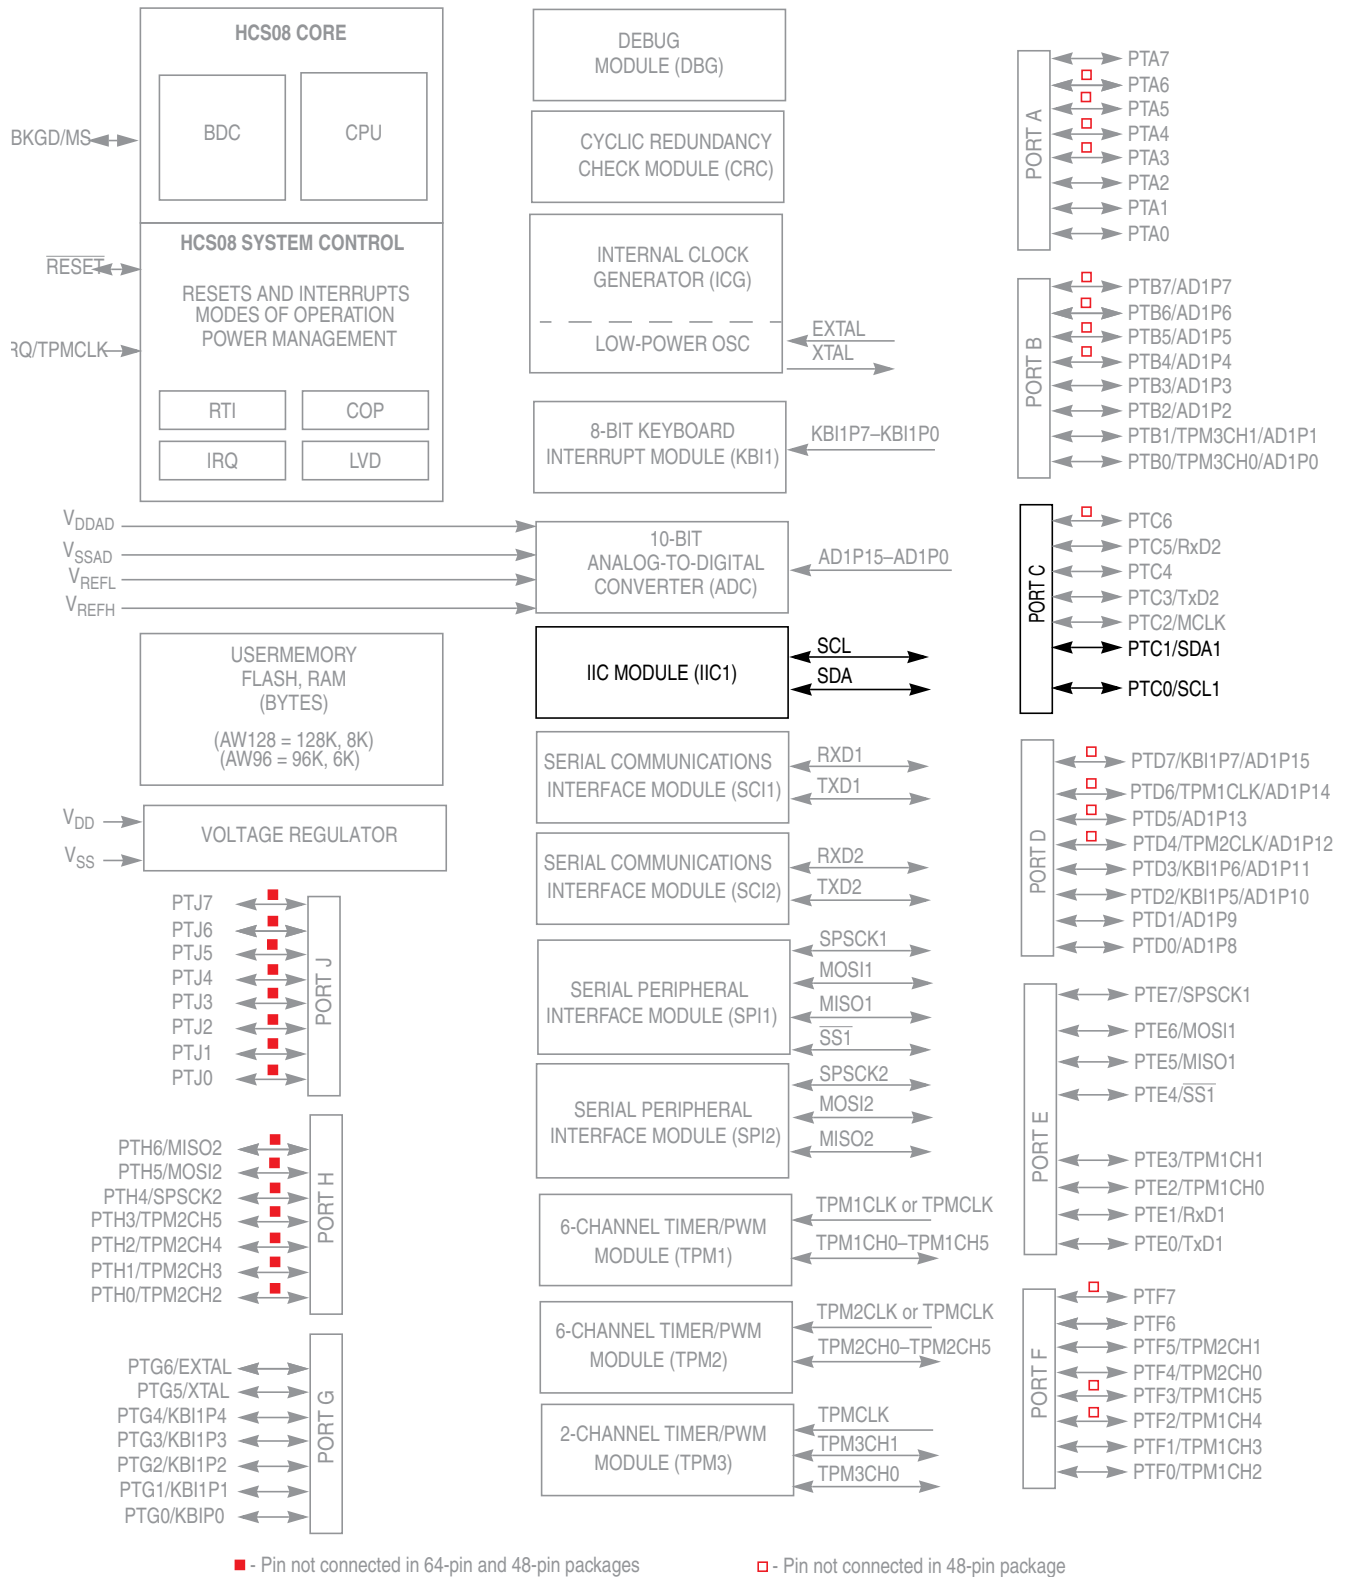 HCS08 CORE
BDC
CPU
BKGD/MS
HCS08 SYSTEM CONTROL
RESET
RESETS AND INTERRUPTS
MODES OF OPERATION
POWER MANAGEMENT
RQ/TPMCLK
RTI
COP
IRQ
LVD
VDDAD
VSSAD
VREFL
VREFH
USERMEMORY
FLASH, RAM
(BYTES)
(AW128 = 128K, 8K)
(AW96 = 96K, 6K)
VDD
VSS
VOLTAGE REGULATOR
PTJ7
PTJ6
PTJ5
PTJ4
PTJ3
PTJ2
PTJ1
PTJ0
PORT J
PTH6/MISO2
PTH5/MOSI2
PTH4/SPSCK2
PTH3/TPM2CH5
PTH2/TPM2CH4
PTH1/TPM2CH3
PTH0/TPM2CH2
PORT H
PTG6/EXTAL
PTG5/XTAL
PTG4/KBI1P4
PTG3/KBI1P3
PTG2/KBI1P2
PTG1/KBI1P1
PTG0/KBIP0
PORT G
DEBUG
MODULE (DBG)
CYCLIC REDUNDANCY
CHECK MODULE (CRC)
INTERNAL CLOCK
GENERATOR (ICG)
LOW-POWER OSC
EXTAL
XTAL
8-BIT KEYBOARD
INTERRUPT MODULE (KBI1)
KBI1P7–KBI1P0
10-BIT
ANALOG-TO-DIGITAL
CONVERTER (ADC)
AD1P15–AD1P0
IIC MODULE (IIC1)
SCL
SDA
SERIAL COMMUNICATIONS
INTERFACE MODULE (SCI1)
RXD1
TXD1
SERIAL COMMUNICATIONS
INTERFACE MODULE (SCI2)
RXD2
TXD2
SERIAL PERIPHERAL
INTERFACE MODULE (SPI1)
SPSCK1
MOSI1
MISO1
SS1
SERIAL PERIPHERAL
INTERFACE MODULE (SPI2)
SPSCK2
MOSI2
MISO2
6-CHANNEL TIMER/PWM
MODULE (TPM1)
TPM1CLK or TPMCLK
TPM1CH0–TPM1CH5
6-CHANNEL TIMER/PWM
MODULE (TPM2)
TPM2CLK or TPMCLK
TPM2CH0–TPM2CH5
2-CHANNEL TIMER/PWM
MODULE (TPM3)
TPMCLK
TPM3CH1
TPM3CH0
PORT A
PTA7
PTA6
PTA5
PTA4
PTA3
PTA2
PTA1
PTA0
PORT B
PTB7/AD1P7
PTB6/AD1P6
PTB5/AD1P5
PTB4/AD1P4
PTB3/AD1P3
PTB2/AD1P2
PTB1/TPM3CH1/AD1P1
PTB0/TPM3CH0/AD1P0
PORT C
PTC6
PTC5/RxD2
PTC4
PTC3/TxD2
PTC2/MCLK
PTC1/SDA1
PTC0/SCL1
PORT D
PTD7/KBI1P7/AD1P15
PTD6/TPM1CLK/AD1P14
PTD5/AD1P13
PTD4/TPM2CLK/AD1P12
PTD3/KBI1P6/AD1P11
PTD2/KBI1P5/AD1P10
PTD1/AD1P9
PTD0/AD1P8
PORT E
PTE7/SPSCK1
PTE6/MOSI1
PTE5/MISO1
PTE4/SS1
PTE3/TPM1CH1
PTE2/TPM1CH0
PTE1/RxD1
PTE0/TxD1
PORT F
PTF7
PTF6
PTF5/TPM2CH1
PTF4/TPM2CH0
PTF3/TPM1CH5
PTF2/TPM1CH4
PTF1/TPM1CH3
PTF0/TPM1CH2
- Pin not connected in 64-pin and 48-pin packages
- Pin not connected in 48-pin package